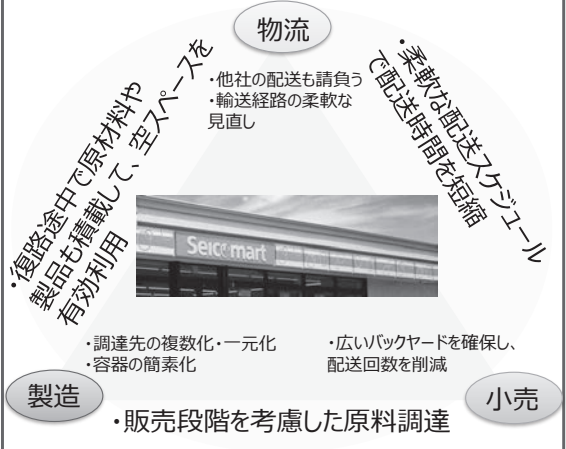 物流
・他社の配送も請負う
・輸送経路の柔軟な
見直し
・復路途中で原材料や
製品も積載して、空スペースを
有効利用
・柔軟な配送スケジュール
で配送時間を短縮
Seicomart
・調達先の複数化・一元化
・容器の簡素化
・広いバックヤードを確保し、
配送回数を削減
製造
小売
・販売段階を考慮した原料調達